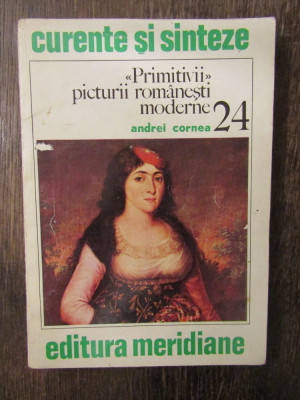 curente și sinteze
«Primitivii»
picturii românești
moderne 24
andrei cornea
editura meridiane